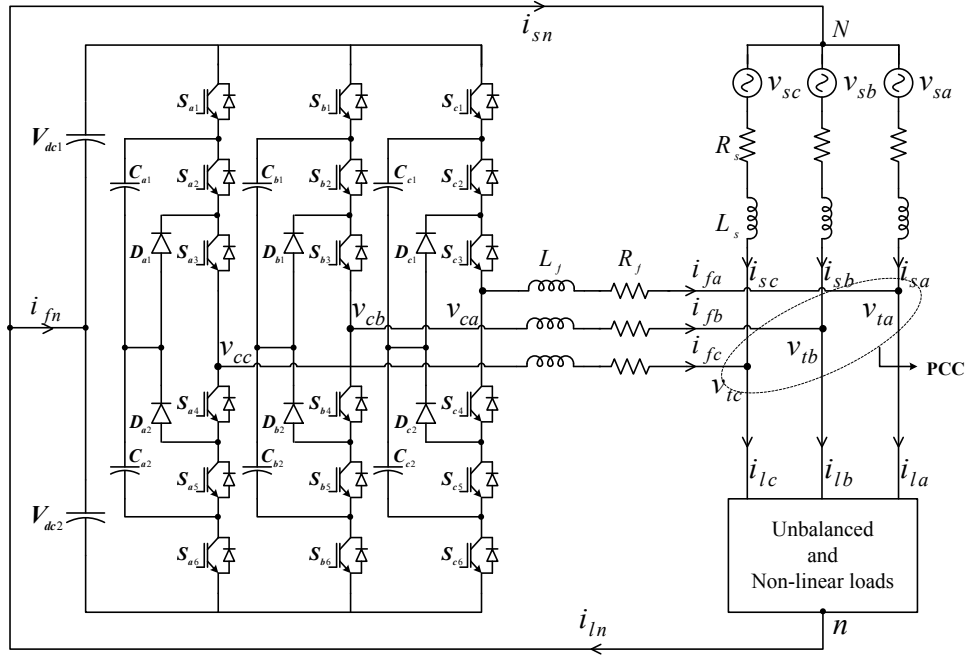 i_sn
N
v_sc v_sb v_sa
S_a1 S_b1 S_c1
V_dc1
R_s
C_a1 S_a2 C_b1 S_b2 C_c1 S_c2
L_s
D_a1 S_a3 D_b1 S_b3 D_c1 S_c3
L_f R_f i_fa i_sc i_sb i_sa
i_fn v_cb v_ca i_fb v_ta
v_cc i_fc v_tb
PCC
v_tc
D_a2 S_a4 D_b2 S_b4 D_c2 S_c4
C_a2 S_a5 C_b2 S_b5 C_c2 S_c5
i_lc i_lb i_la
V_dc2
Unbalanced
and
Non-linear loads
S_a6 S_b6 S_c6
i_ln
n